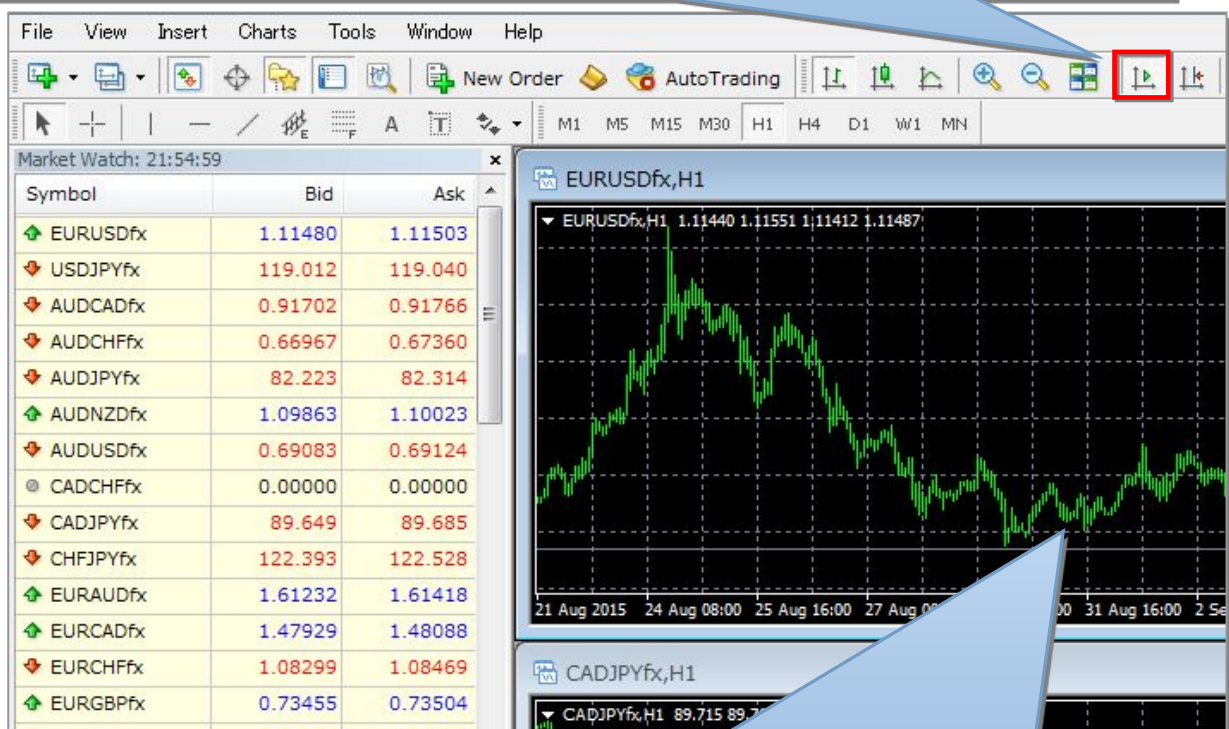 File View Insert Charts Tools Window Help
New Order AutoTrading
E F A T M1 M5 M15 M30 H1 H4 D1 W1 MN
Market Watch: 21:54:59
Symbol Bid Ask
EURUSDfx 1.11480 1.11503
USDJPYfx 119.012 119.040
AUDCADfx 0.91702 0.91766
AUDCHFfx 0.66967 0.67360
AUDJPYfx 82.223 82.314
AUDNZDfx 1.09863 1.10023
AUDUSDfx 0.69083 0.69124
CADCHFfx 0.00000 0.00000
CADJPYfx 89.649 89.685
CHFJPYfx 122.393 122.528
EURAUDfx 1.61232 1.61418
EURCADfx 1.47929 1.48088
EURCHFfx 1.08299 1.08469
EURGBPfx 0.73455 0.73504
EURUSDfx,H1
EURUSDfx,H1 1.11440 1.11551 1.11412 1.11487
21 Aug 2015 24 Aug 08:00 25 Aug 16:00 27 Aug 31 Aug 16:00 2
CADJPYfx,H1
CADJPYfx,H1 89.715